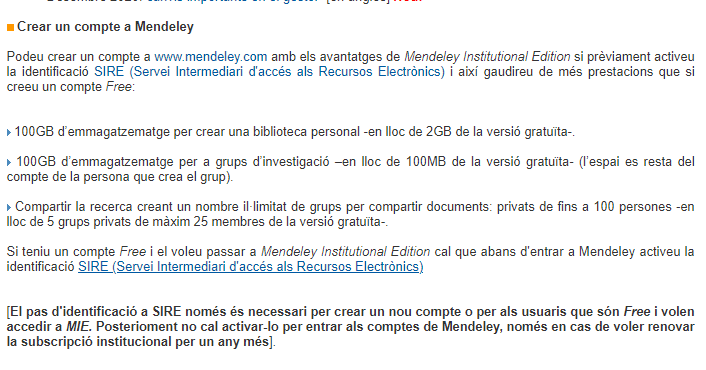 Crear un compte a Mendeley
Podeu crear un compte a www.mendeley.com amb els avantatges de Mendeley Institutional Edition si prèviament activeu
la identificació SIRE (Servei Intermediari d'accés als Recursos Electrònics) i així gaudireu de més prestacions que si
creeu un compte Free:
100GB d'emmagatzematge per crear una biblioteca personal -en lloc de 2GB de la versió gratuïta-.
100GB d'emmagatzematge per a grups d'investigació –en lloc de 100MB de la versió gratuïta- (l'espai es resta del
compte de la persona que crea el grup).
Compartir la recerca creant un nombre il·limitat de grups per compartir documents: privats de fins a 100 persones -en
lloc de 5 grups privats de màxim 25 membres de la versió gratuïta-.
Si teniu un compte Free i el voleu passar a Mendeley Institutional Edition cal que abans d'entrar a Mendeley activeu la
identificació SIRE (Servei Intermediari d'accés als Recursos Electrònics)
[El pas d'identificació a SIRE només és necessari per crear un nou compte o per als usuaris que són Free i volen
accedir a MIE. Posterioment no cal activar-lo per entrar als comptes de Mendeley, només en cas de voler renovar
la subscripció institucional per un any més].